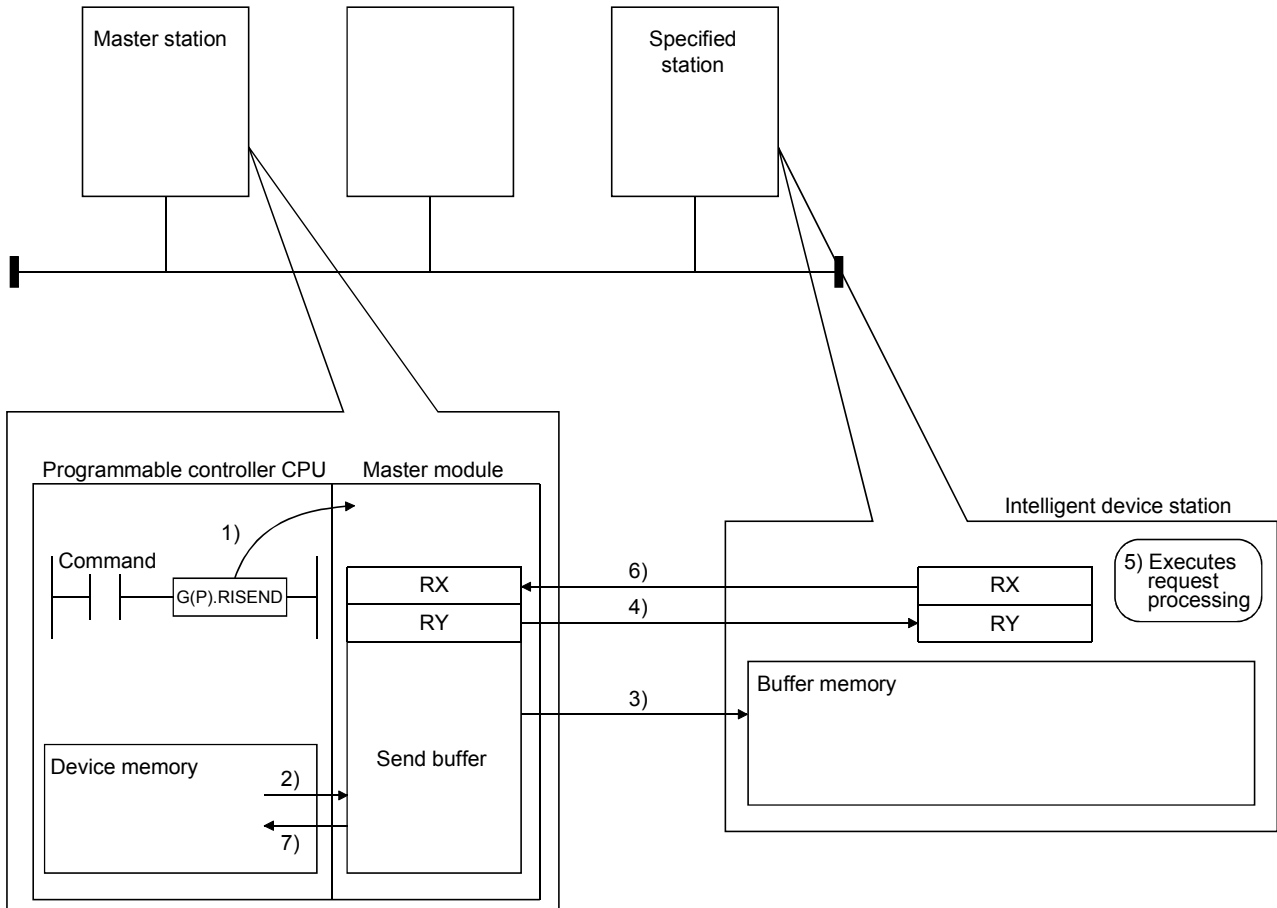 Master station
Specified
station
Programmable controller CPU
Master module
1)
Command
G(P).RISEND
RX
RY
Send buffer
Device memory
2)
7)
6)
4)
3)
Intelligent device station
RX
RY
5) Executes
request
processing
Buffer memory